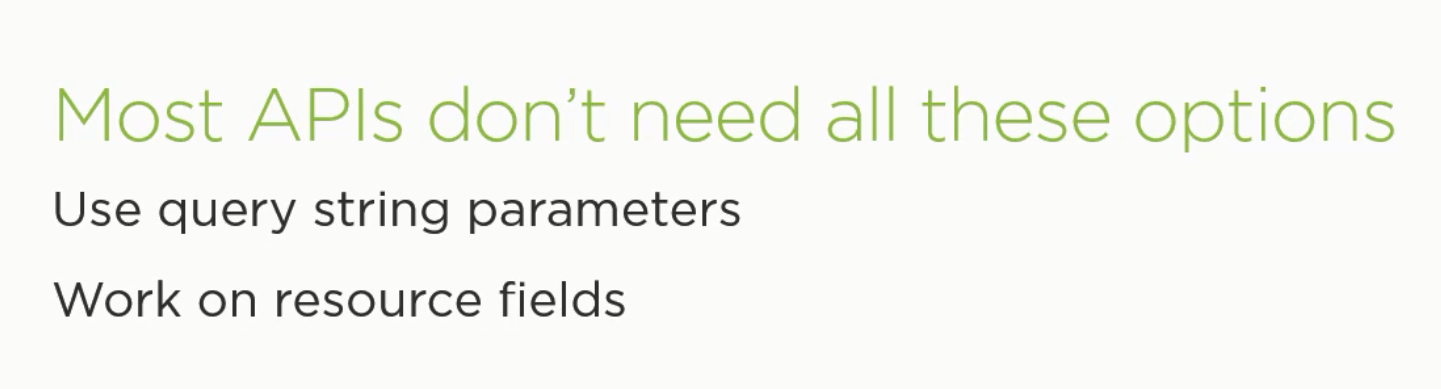 Most APIs don’t need all these options
Use query string parameters
Work on resource fields